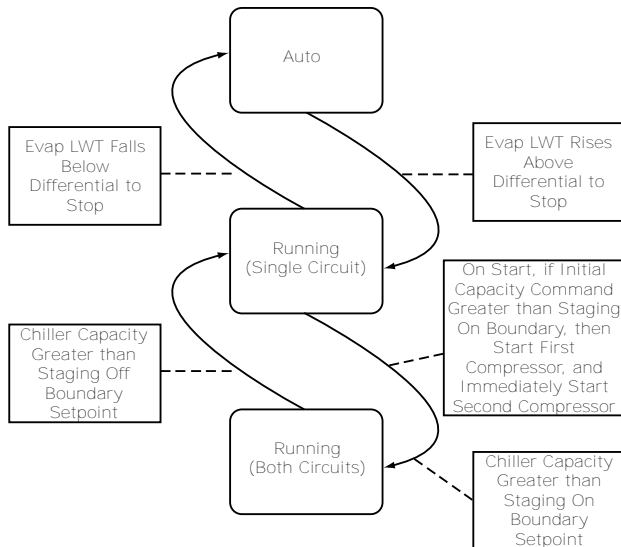 Auto
Evap LWT Falls
Below
Differential to
Stop
Evap LWT Rises
Above
Differential to
Stop
Running
(Single Circuit)
On Start, if Initial
Capacity Command
Greater than Staging
On Boundary, then
Start First
Compressor, and
Immediately Start
Second Compressor
Chiller Capacity
Greater than
Staging Off
Boundary
Setpoint
Running
(Both Circuits)
Chiller Capacity
Greater than
Staging On
Boundary
Setpoint